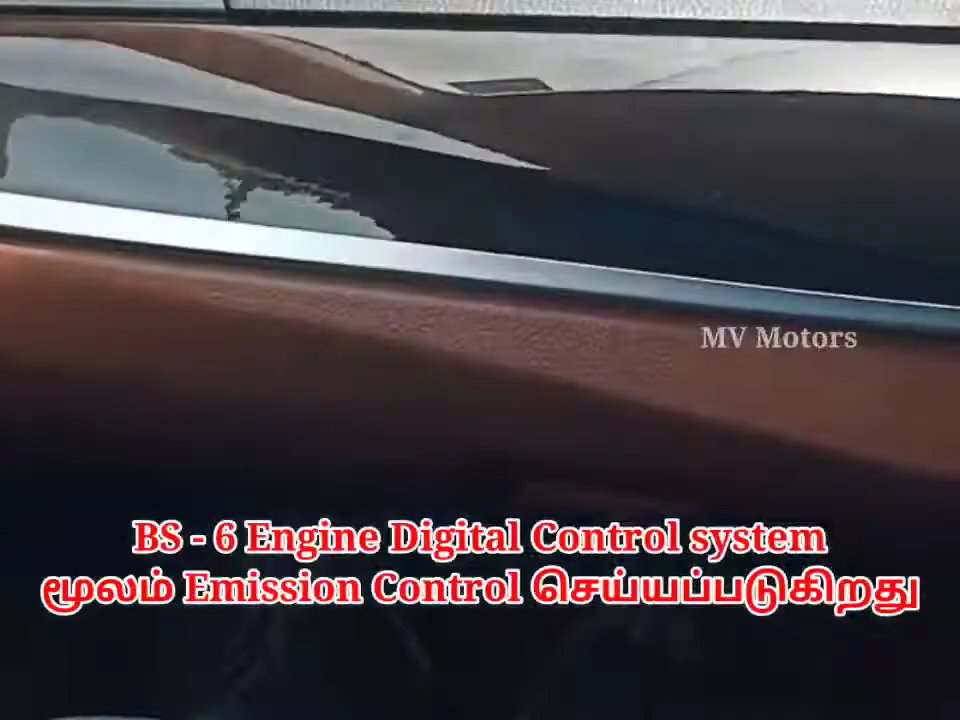 MV Motors
BS - 6 Engine Digital Control system
மூலம் Emission Control செய்யப்படுகிறது